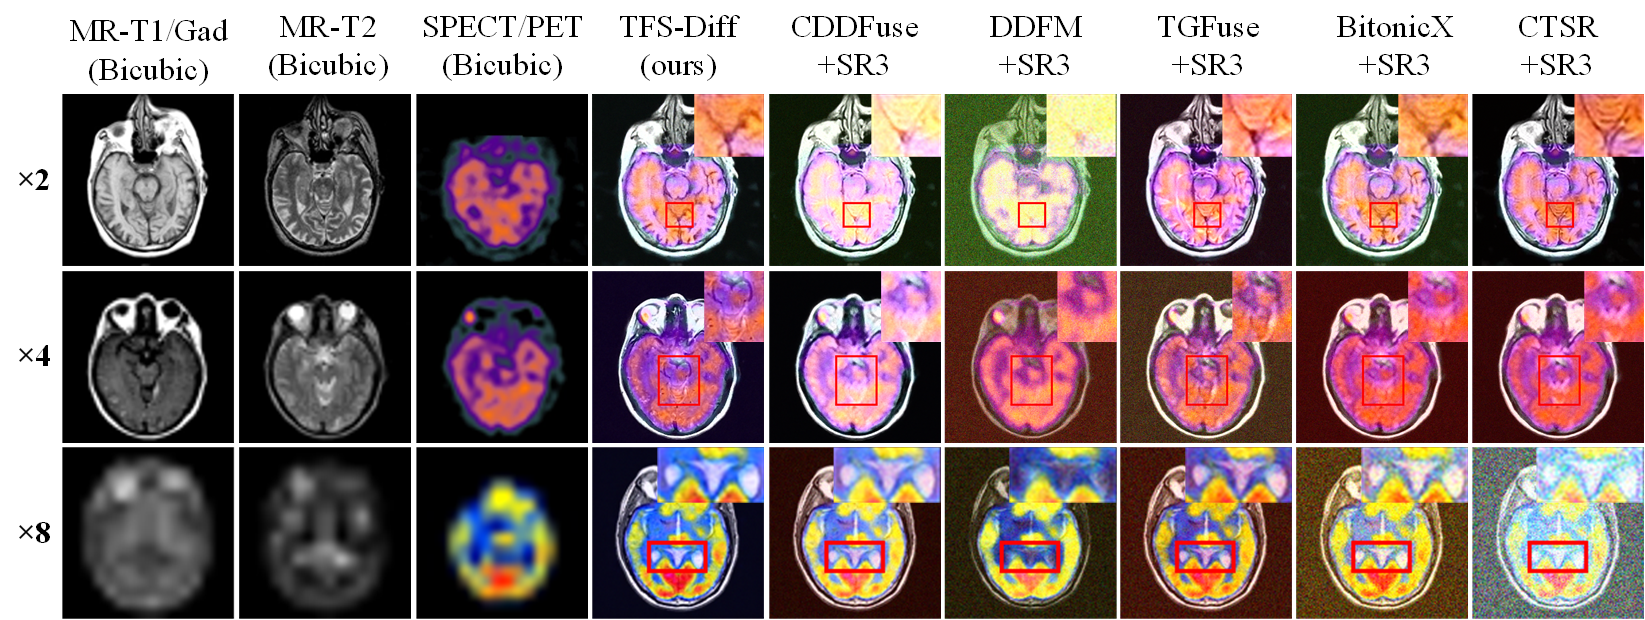 MR-T1/Gad
(Bicubic)
MR-T2
(Bicubic)
SPECT/PET
(Bicubic)
TFS-Diff
(ours)
CDDFuse
+SR3
DDFM
+SR3
TGFuse
+SR3
BitonicX
+SR3
CTSR
+SR3
×2
×4
×8